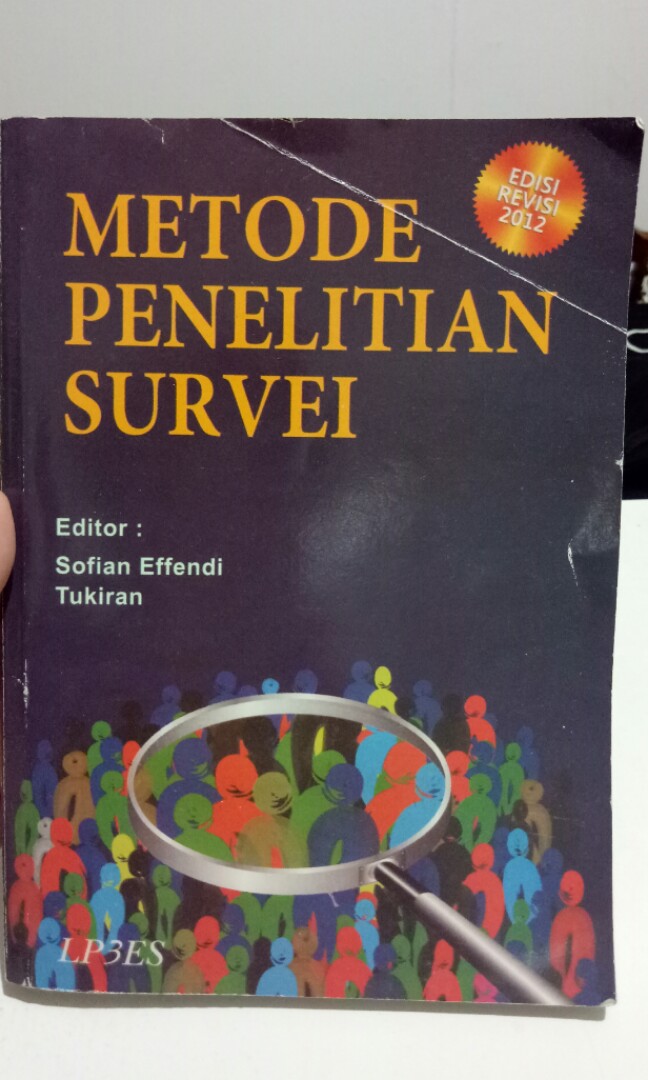 METODE
PENELITIAN
SURVEI
EDISI
REVISI
2012
Editor :
Sofian Effendi
Tukiran
LP3ES